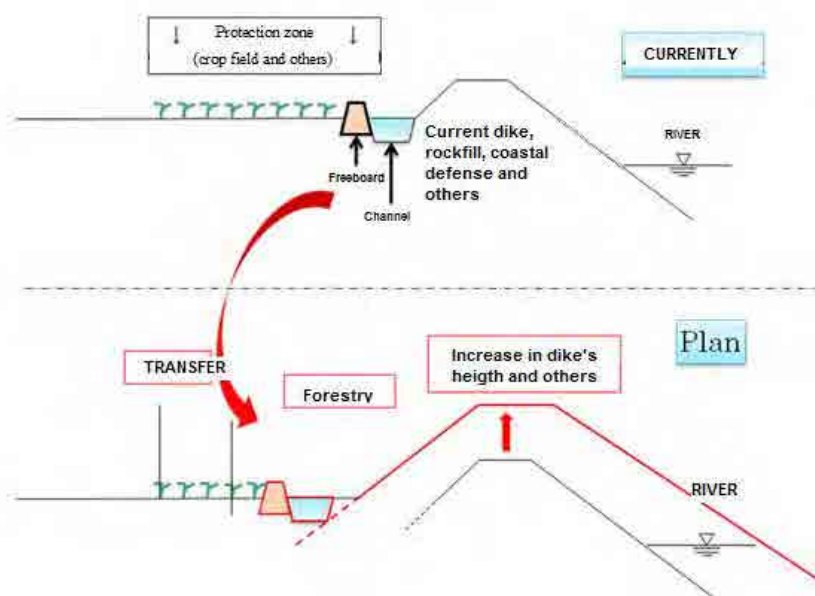 Protection zone
(crop field and others)
CURRENTLY
Current dike,
rockfill, coastal
defense and
others
RIVER
Freeboard
Channel
Plan
TRANSFER
Increase in dike's
heigth and others
Forestry
RIVER